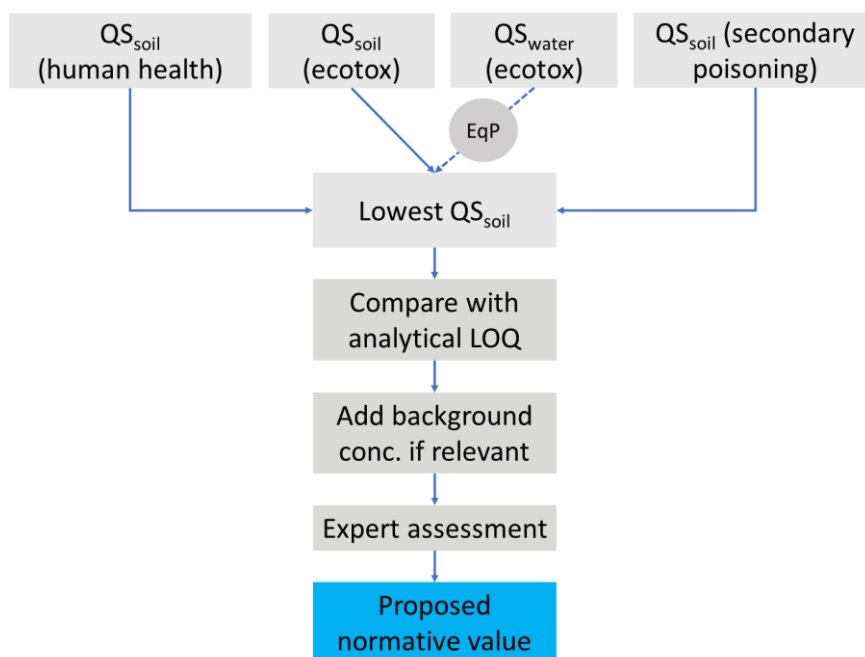 QSsoil
(human health)
QSsoil
(ecotox)
QSwater
(ecotox)
QSsoil (secondary
poisoning)
EqP
Lowest QSsoil
Compare with
analytical LOQ
Add background
conc. if relevant
Expert assessment
Proposed
normative value